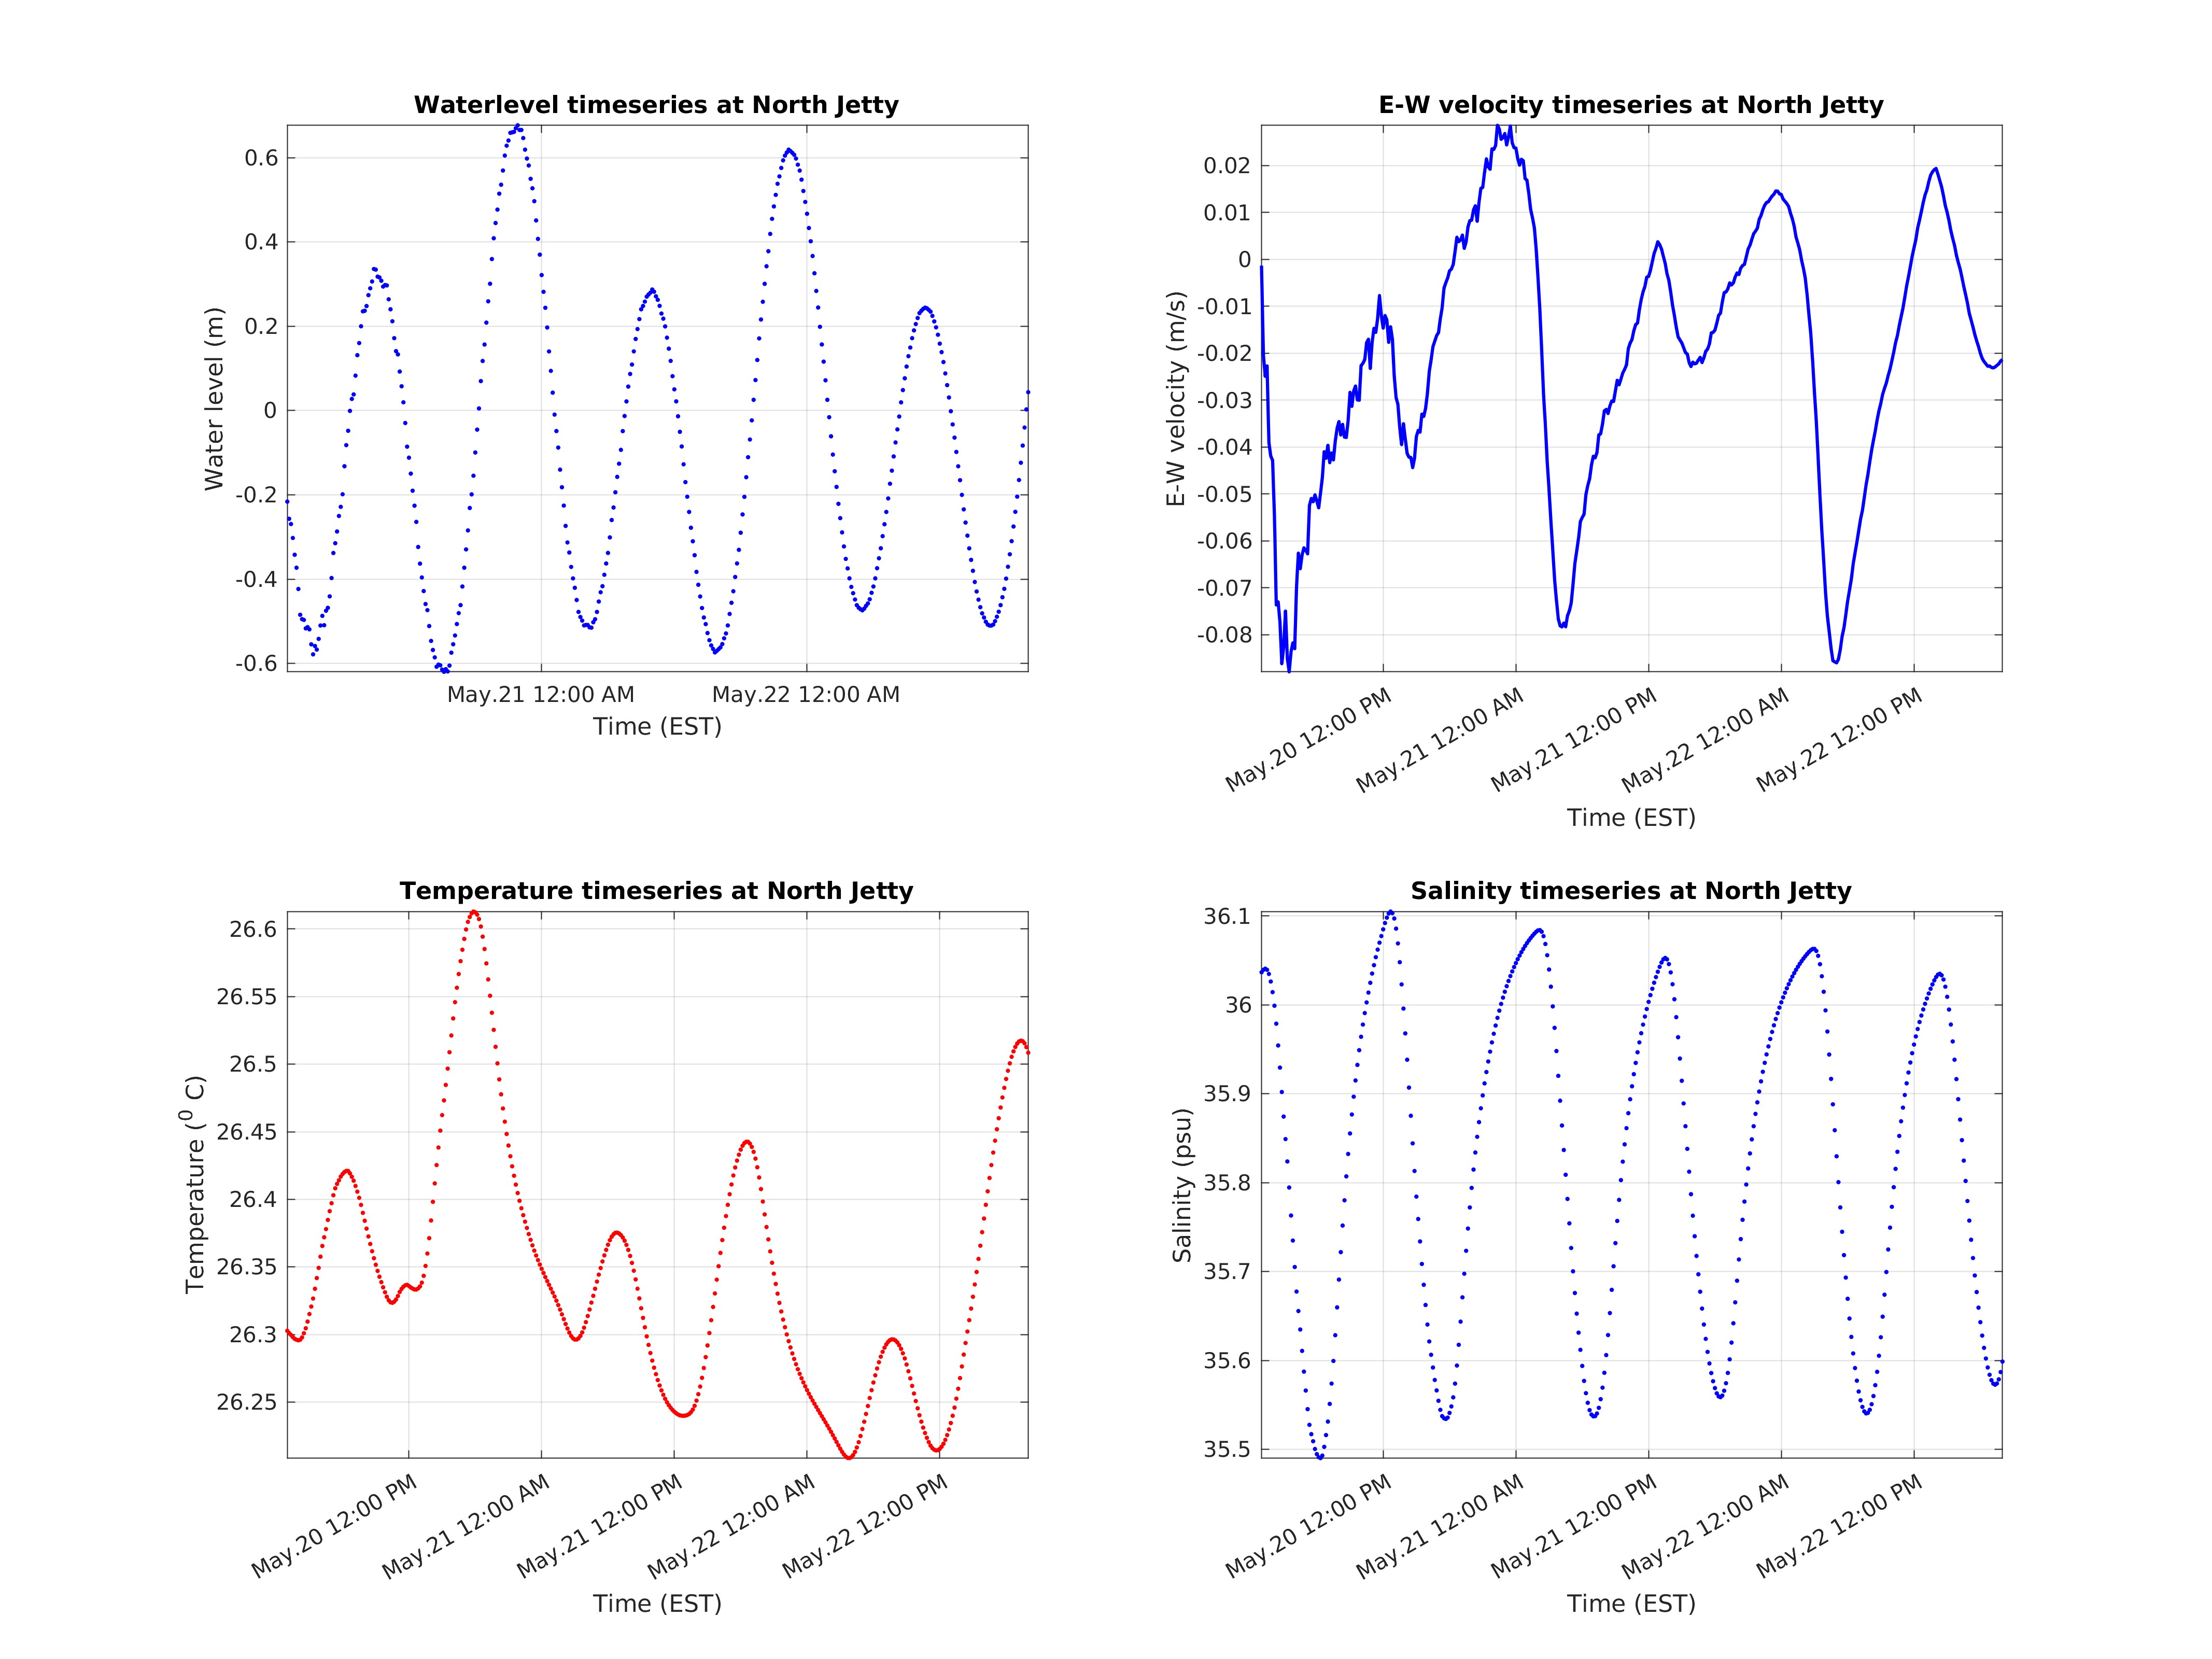 Waterlevel timeseries at North Jetty
0.6
0.4
0.2
0
-0.2
-0.4
-0.6
Water level (m)
May.21 12:00 AM
May.22 12:00 AM
Time (EST)
E-W velocity timeseries at North Jetty
0.02
0.01
0
-0.01
-0.02
-0.03
-0.04
-0.05
-0.06
-0.07
-0.08
E-W velocity (m/s)
May.20 12:00 PM
May.21 12:00 AM
May.21 12:00 PM
May.22 12:00 AM
May.22 12:00 PM
Time (EST)
Temperature timeseries at North Jetty
26.6
26.55
26.5
26.45
26.4
26.35
26.3
26.25
Temperature (⁰ C)
May.20 12:00 PM
May.21 12:00 AM
May.21 12:00 PM
May.22 12:00 AM
May.22 12:00 PM
Time (EST)
Salinity timeseries at North Jetty
36.1
36
35.9
35.8
35.7
35.6
35.5
Salinity (psu)
May.20 12:00 PM
May.21 12:00 AM
May.21 12:00 PM
May.22 12:00 AM
May.22 12:00 PM
Time (EST)